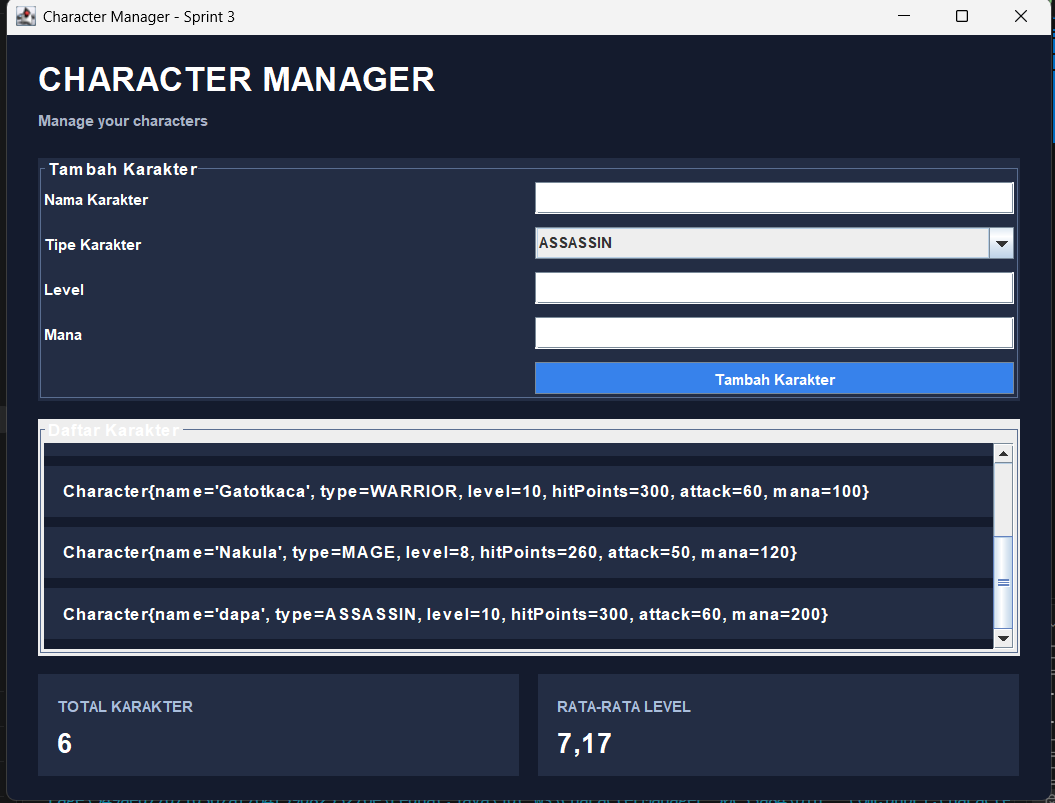 Character Manager - Sprint 3
CHARACTER MANAGER
Manage your characters
Tambah Karakter
Nama Karakter
Tipe Karakter
ASSASSIN
Level
Mana
Tambah Karakter
Daftar Karakter
Character{name='Gatotkaca', type=WARRIOR, level=10, hitPoints=300, attack=60, mana=100}
Character{name='Nakula', type=MAGE, level=8, hitPoints=260, attack=50, mana=120}
Character{name='dapa', type=ASSASSIN, level=10, hitPoints=300, attack=60, mana=200}
TOTAL KARAKTER
6
RATA-RATA LEVEL
7,17